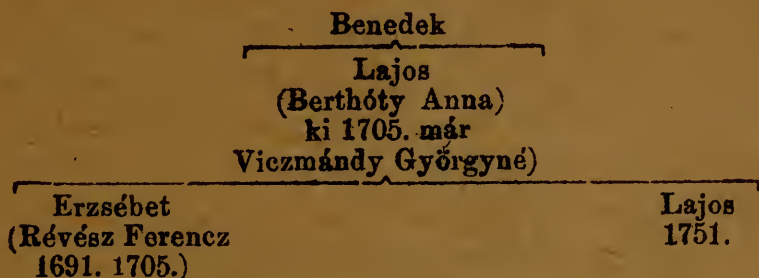 Benedek
Lajos
(Berthóty Anna)
ki 1705. már
Viczmándy Györgyné)
Erzsébet
(Révész Ferencz
1691. 1705.)
Lajos
1751.